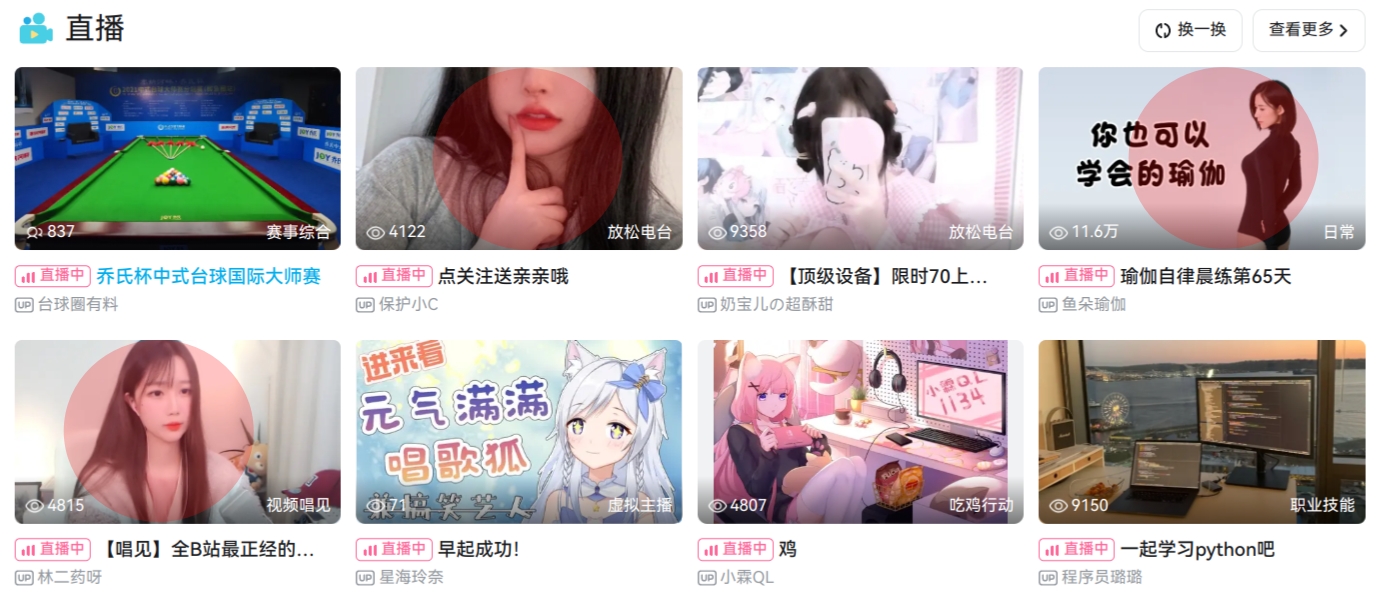 直播
换一换
查看更多
837
赛事综合
4122
放松电台
9358
放松电台
你也可以
学会的瑜伽
11.6万
日常
直播中 乔氏杯中式台球国际大师赛
UP 台球圈有料
直播中 点关注送亲亲哦
UP 保护小C
直播中 【顶级设备】限时70上...
UP 奶宝儿の超酥甜
直播中 瑜伽自律晨练第65天
UP 鱼朵瑜伽
4815
视频唱见
进来看
元气满满
唱歌狐
兼搞笑艺人
71
虚拟主播
小霖QL
ii34
4807
吃鸡行动
9150
职业技能
直播中 【唱见】全B站最正经的...
UP 林二药呀
直播中 早起成功!
UP 星海玲奈
直播中 鸡
UP 小霖QL
直播中 一起学习python吧
UP 程序员璐璐